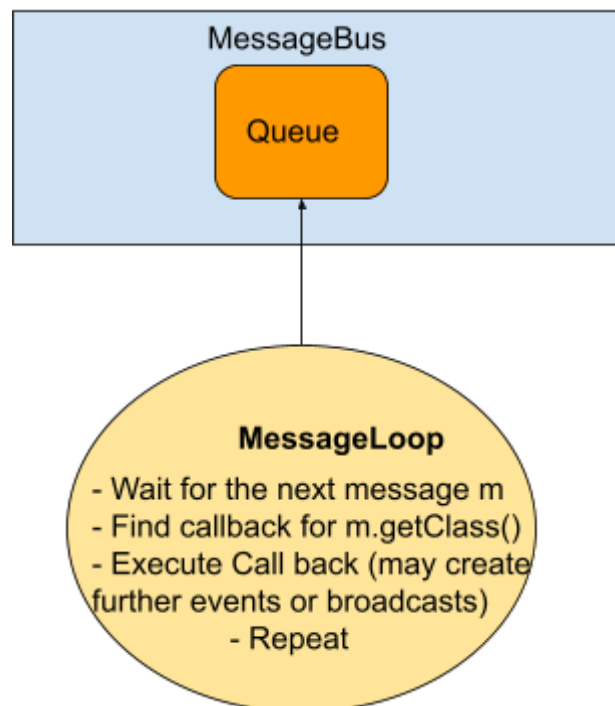 MessageBus
Queue
MessageLoop
- Wait for the next message m
- Find callback for m.getClass()
- Execute Call back (may create
further events or broadcasts)
- Repeat